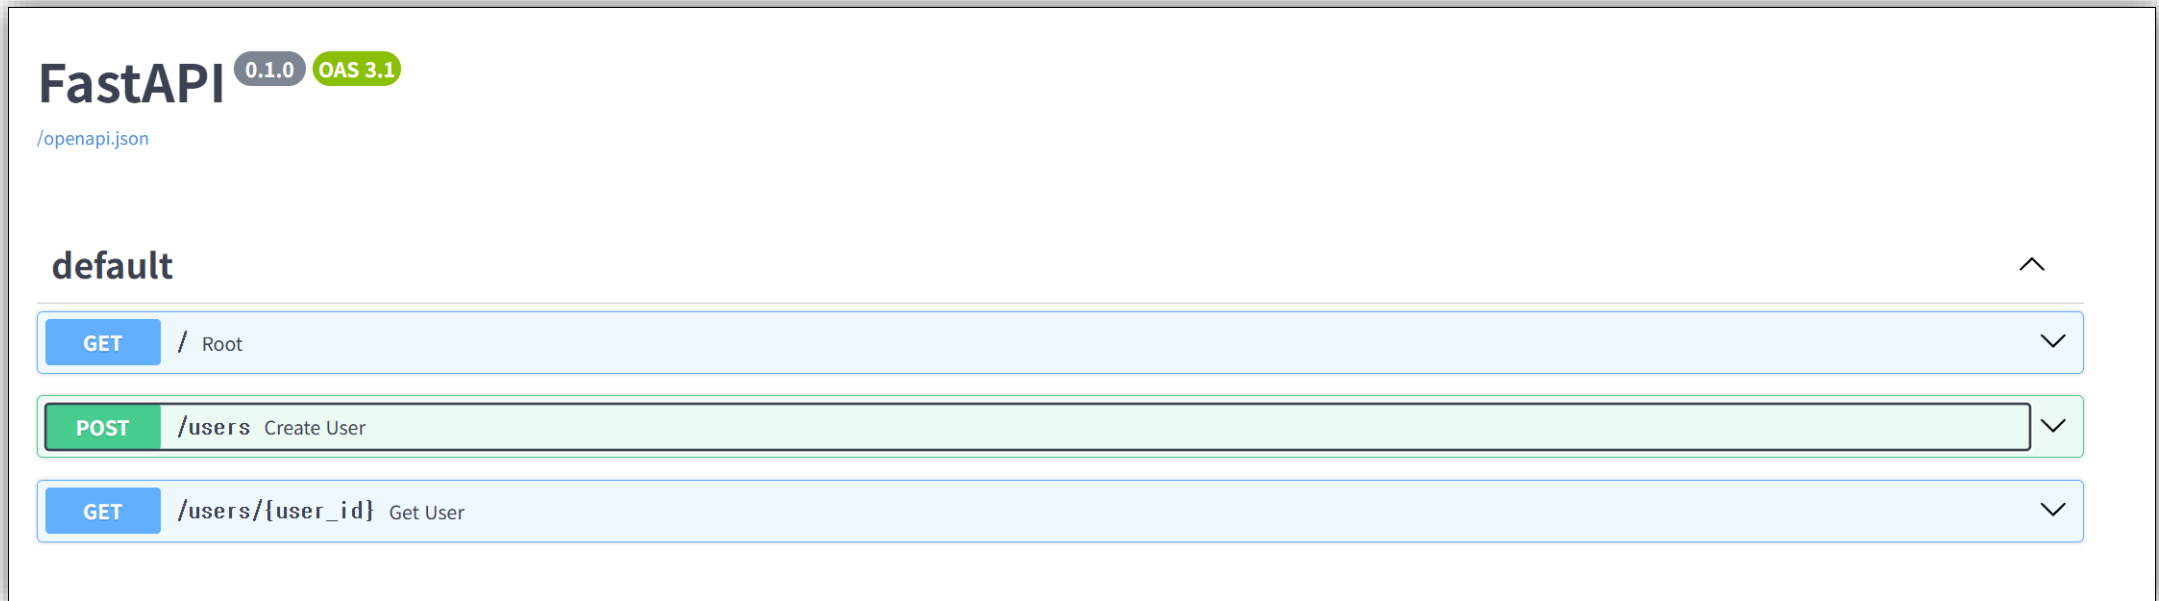 FastAPI 0.1.0 OAS 3.1
/openapi.json
default
GET / Root
POST /users Create User
GET /users/{user_id} Get User